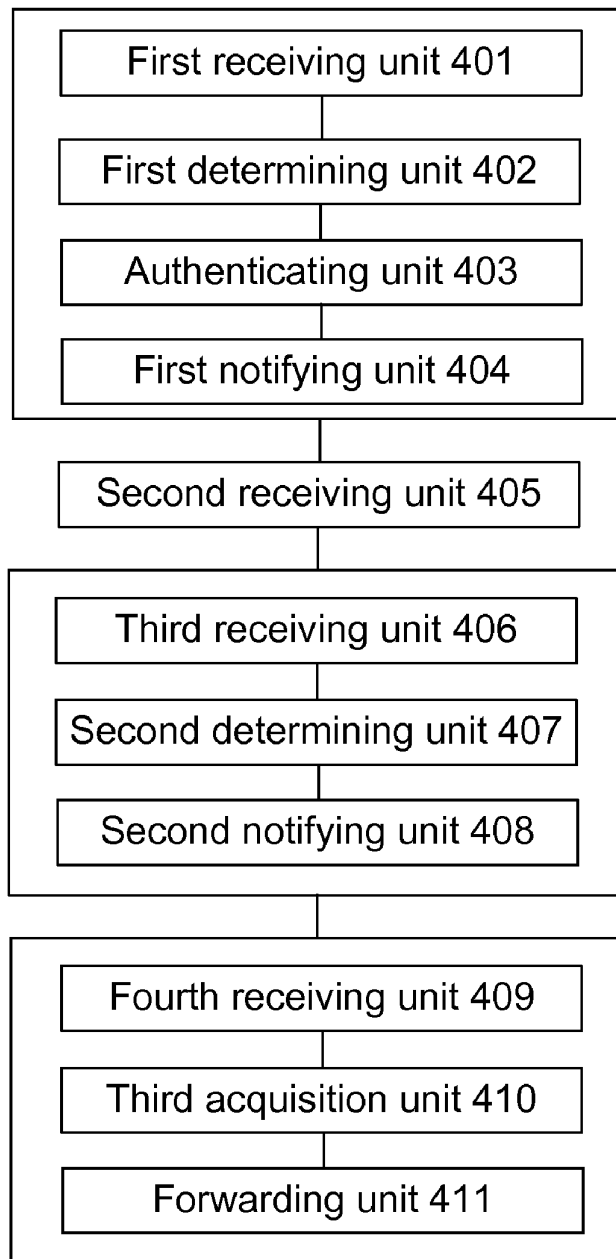 First receiving unit 401
First determining unit 402
Authenticating unit 403
First notifying unit 404
Second receiving unit 405
Third receiving unit 406
Second determining unit 407
Second notifying unit 408
Fourth receiving unit 409
Third acquisition unit 410
Forwarding unit 411